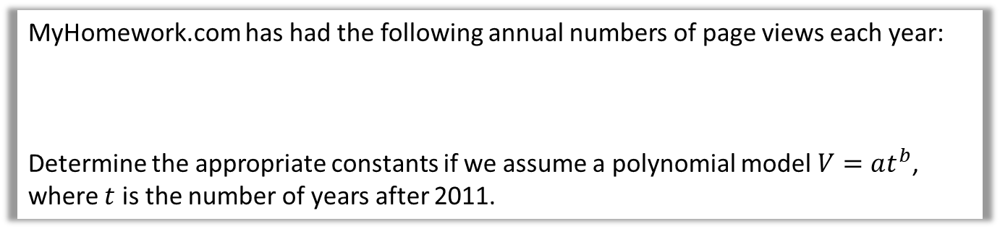 MyHomework.com has had the following annual numbers of page views each year:
Determine the appropriate constants if we assume a polynomial model 𝑉 = 𝑎𝑡ᵇ,
where 𝑡 is the number of years after 2011.